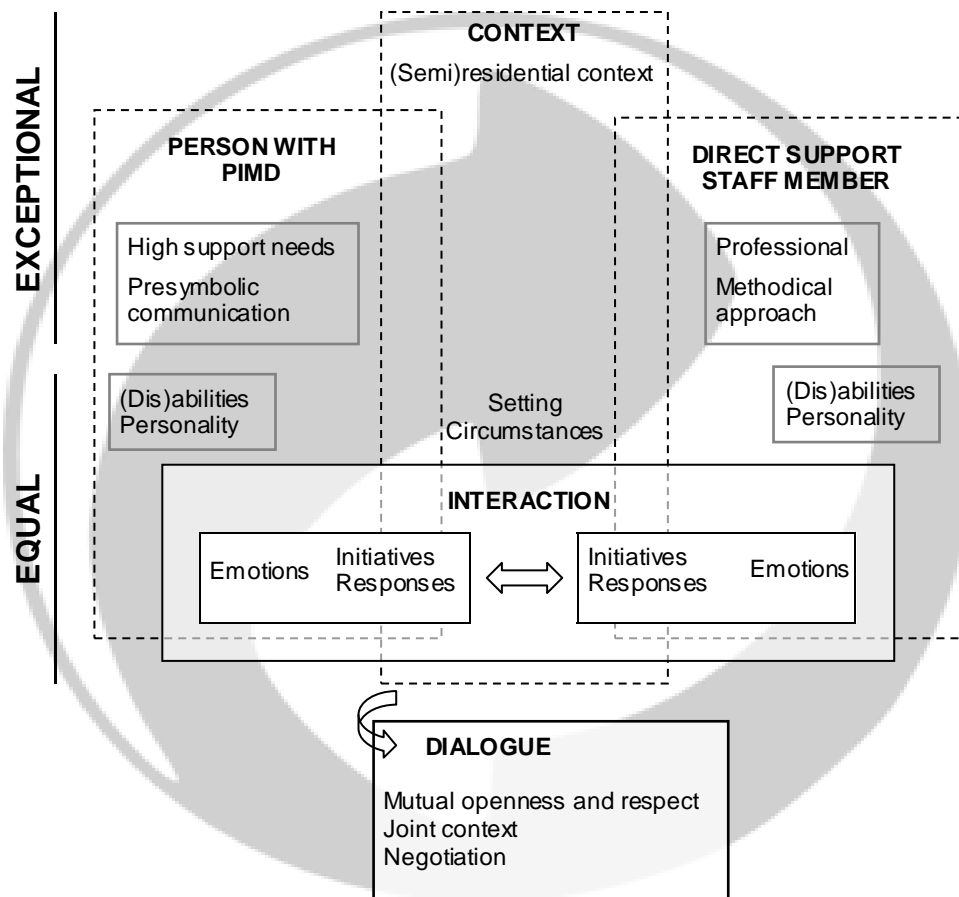 CONTEXT
(Semi)residential context
EXCEPTIONAL
PERSON WITH
PIMD
DIRECT SUPPORT
STAFF MEMBER
High support needs
Presymbolic
communication
Professional
Methodical
approach
EQUAL
(Dis)abilities
Personality
Setting
Circumstances
(Dis)abilities
Personality
INTERACTION
Emotions
Initiatives
Responses
Initiatives
Responses
Emotions
DIALOGUE
Mutual openness and respect
Joint context
Negotiation